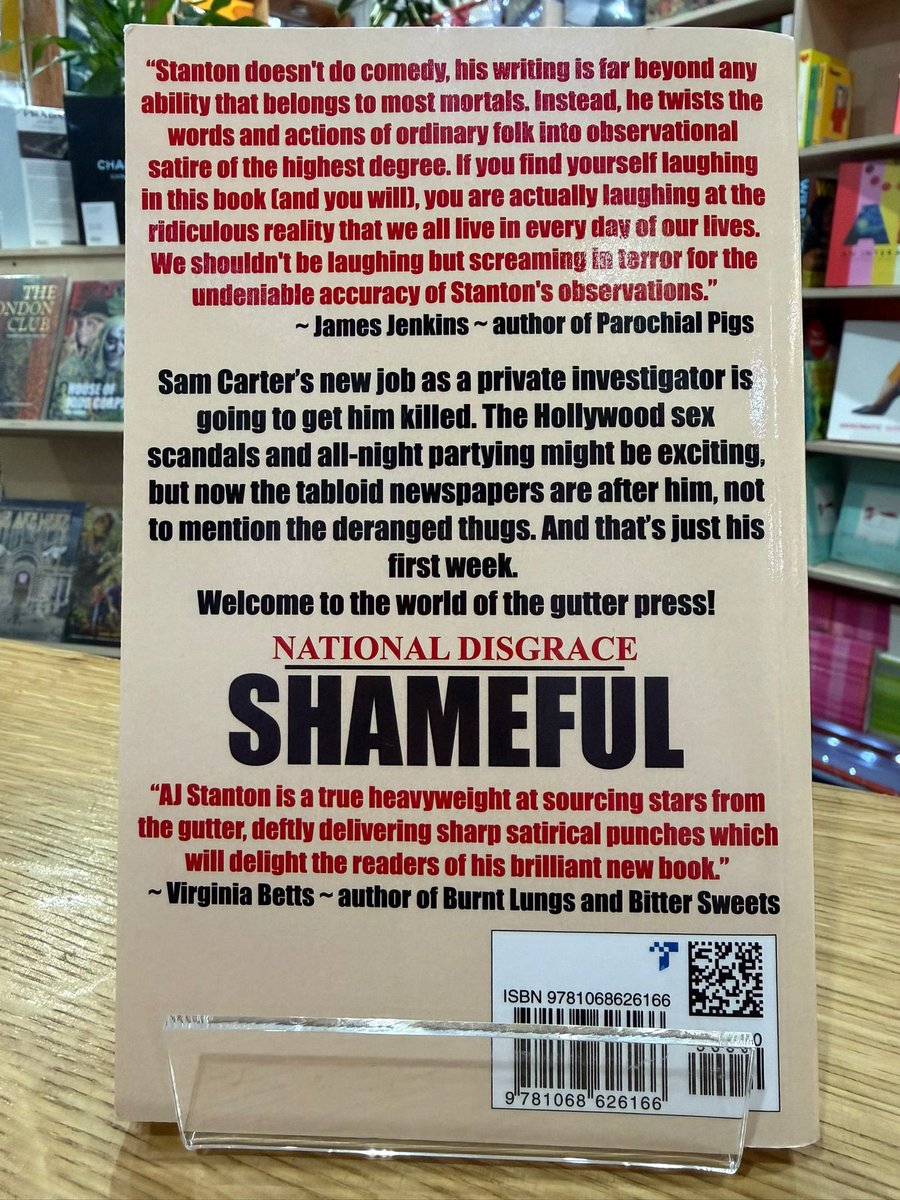 “Stanton doesn't do comedy, his writing is far beyond any
ability that belongs to most mortals. Instead, he twists the
words and actions of ordinary folk into observational
satire of the highest degree. If you find yourself laughing
in this book (and you will), you are actually laughing at the
ridiculous reality that we all live in every day of our lives.
We shouldn't be laughing but screaming in terror for the
undeniable accuracy of Stanton's observations.”
~ James Jenkins ~ author of Parochial Pigs
Sam Carter’s new job as a private investigator is
going to get him killed. The Hollywood sex
scandals and all-night partying might be exciting,
but now the tabloid newspapers are after him, not
to mention the deranged thugs. And that’s just his
first week.
Welcome to the world of the gutter press!
NATIONAL DISGRACE
SHAMEFUL
“AJ Stanton is a true heavyweight at sourcing stars from
the gutter, deftly delivering sharp satirical punches which
will delight the readers of his brilliant new book.”
~ Virginia Betts ~ author of Burnt Lungs and Bitter Sweets
ISBN 9781068626166
9 781068 626166
THE
LONDON
CLUB
HOUSE OF